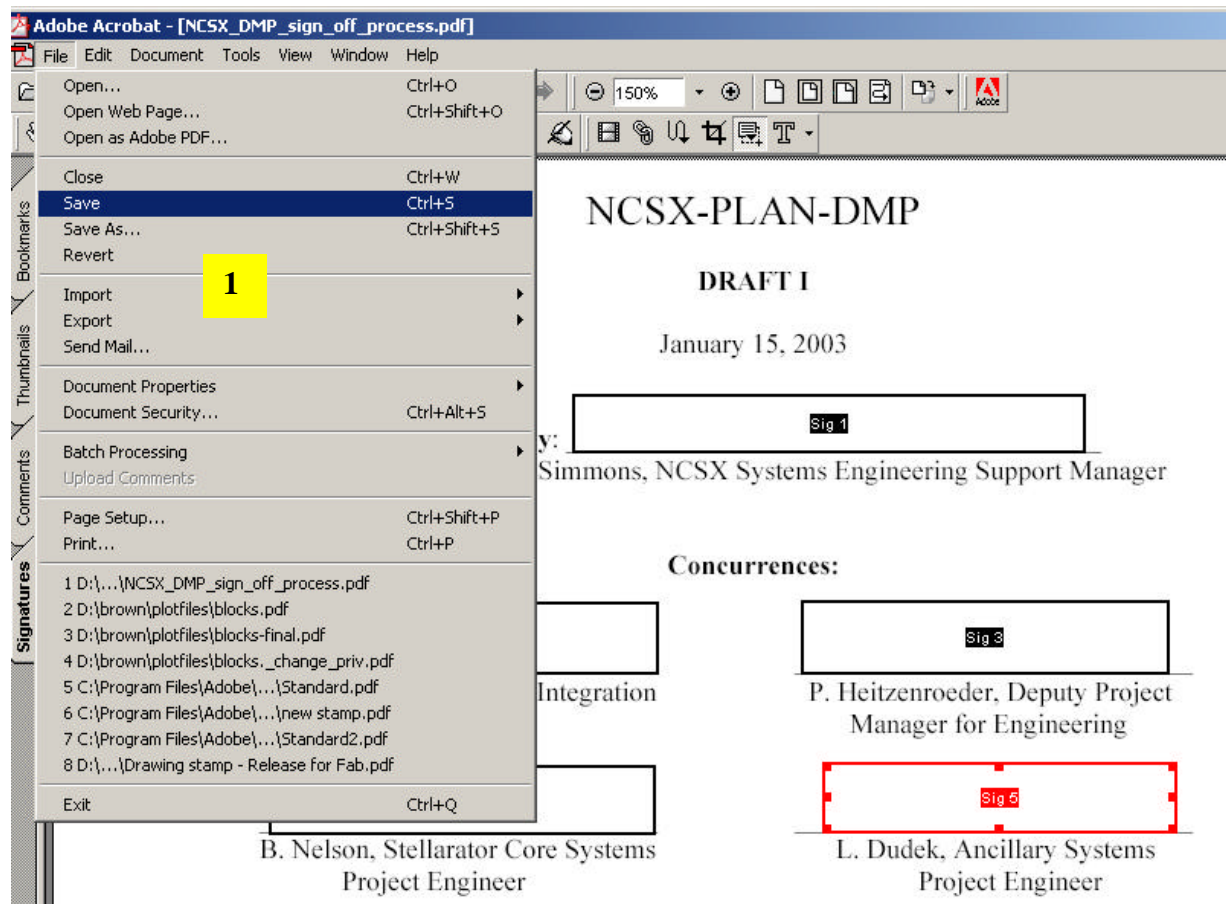 Adobe Acrobat - [NCSX_DMP_sign_off_process.pdf]
File Edit Document Tools View Window Help
150%
Adobe
Open... Ctrl+O
Open Web Page... Ctrl+Shift+O
Open as Adobe PDF...
Close Ctrl+W
Save Ctrl+S
Save As... Ctrl+Shift+S
Revert
1
Import
Export
Send Mail...
Document Properties
Document Security... Ctrl+Alt+S
Batch Processing
Upload Comments
Page Setup... Ctrl+Shift+P
Print... Ctrl+P
1 D:\...\NCSX_DMP_sign_off_process.pdf
2 D:\brown\plotfiles\blocks.pdf
3 D:\brown\plotfiles\blocks-final.pdf
4 D:\brown\plotfiles\blocks._change_priv.pdf
5 C:\Program Files\Adobe\...\Standard.pdf
6 C:\Program Files\Adobe\...\new stamp.pdf
7 C:\Program Files\Adobe\...\Standard2.pdf
8 D:\...\Drawing stamp - Release for Fab.pdf
Exit Ctrl+Q
Bookmarks
Thumbnails
Comments
Signatures
NCSX-PLAN-DMP
DRAFT I
January 15, 2003
y:
Sig 1
Simmons, NCSX Systems Engineering Support Manager
Concurrences:
Sig 3
Integration
P. Heitzenroeder, Deputy Project
Manager for Engineering
Sig 5
B. Nelson, Stellarator Core Systems
Project Engineer
L. Dudek, Ancillary Systems
Project Engineer